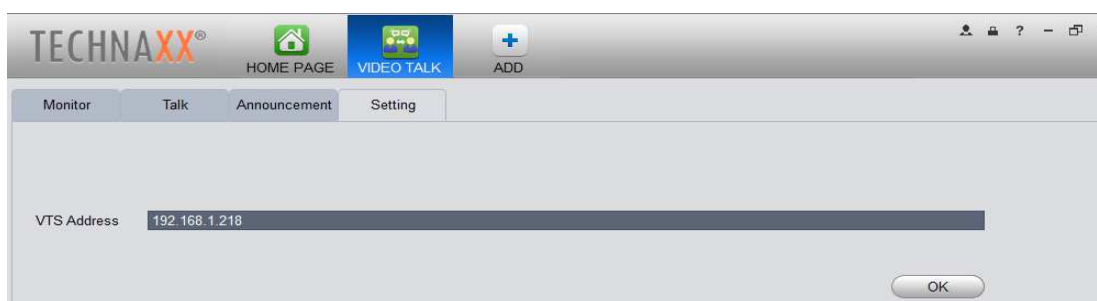 TECHNAXX®
HOME PAGE
VIDEO TALK
ADD
?
Monitor
Talk
Announcement
Setting
VTS Address
192.168.1.218
OK